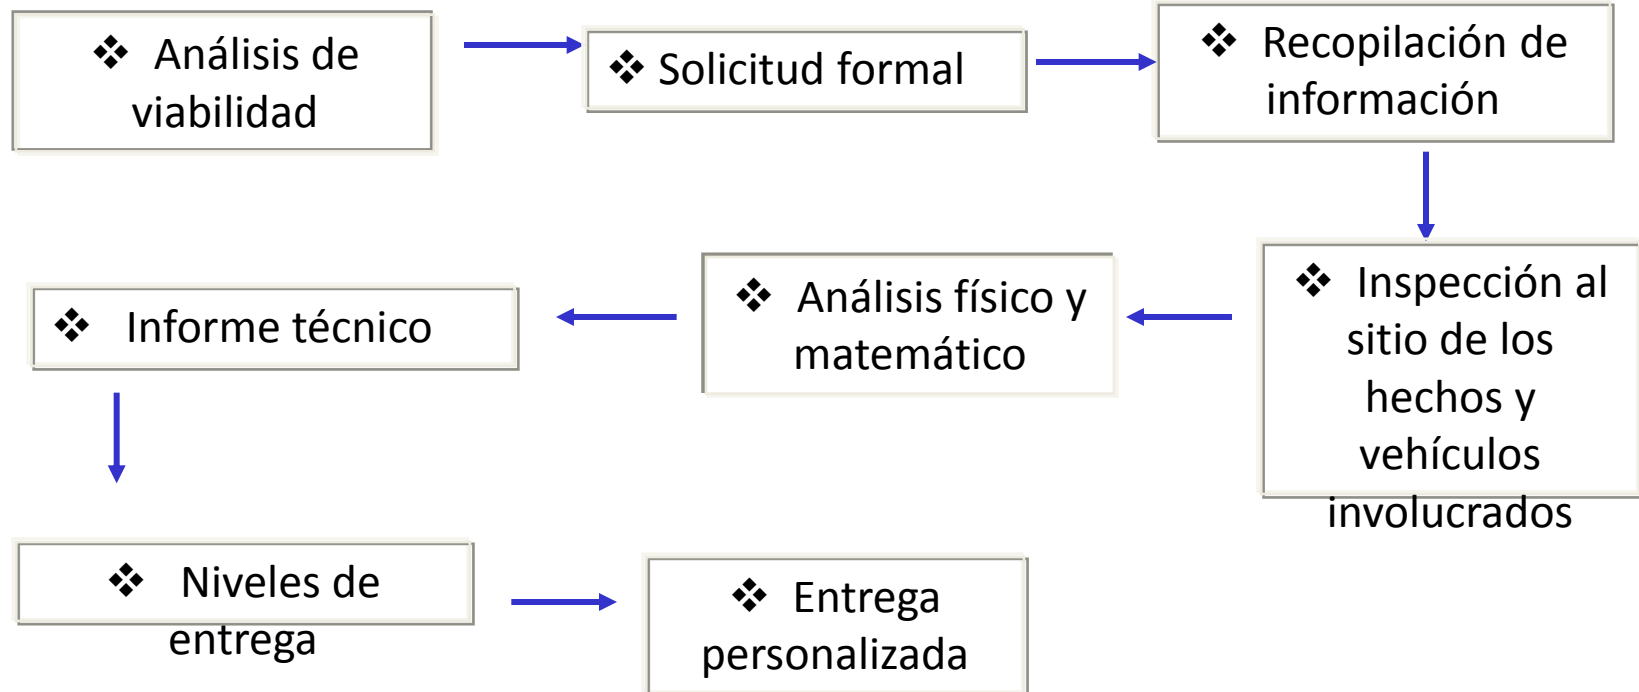 ❖ Análisis de
viabilidad
❖ Solicitud formal
❖ Recopilación de
información
❖ Inspección al
sitio de los
hechos y
vehículos
involucrados
❖ Análisis físico y
matemático
❖ Informe técnico
❖ Niveles de
entrega
❖ Entrega
personalizada